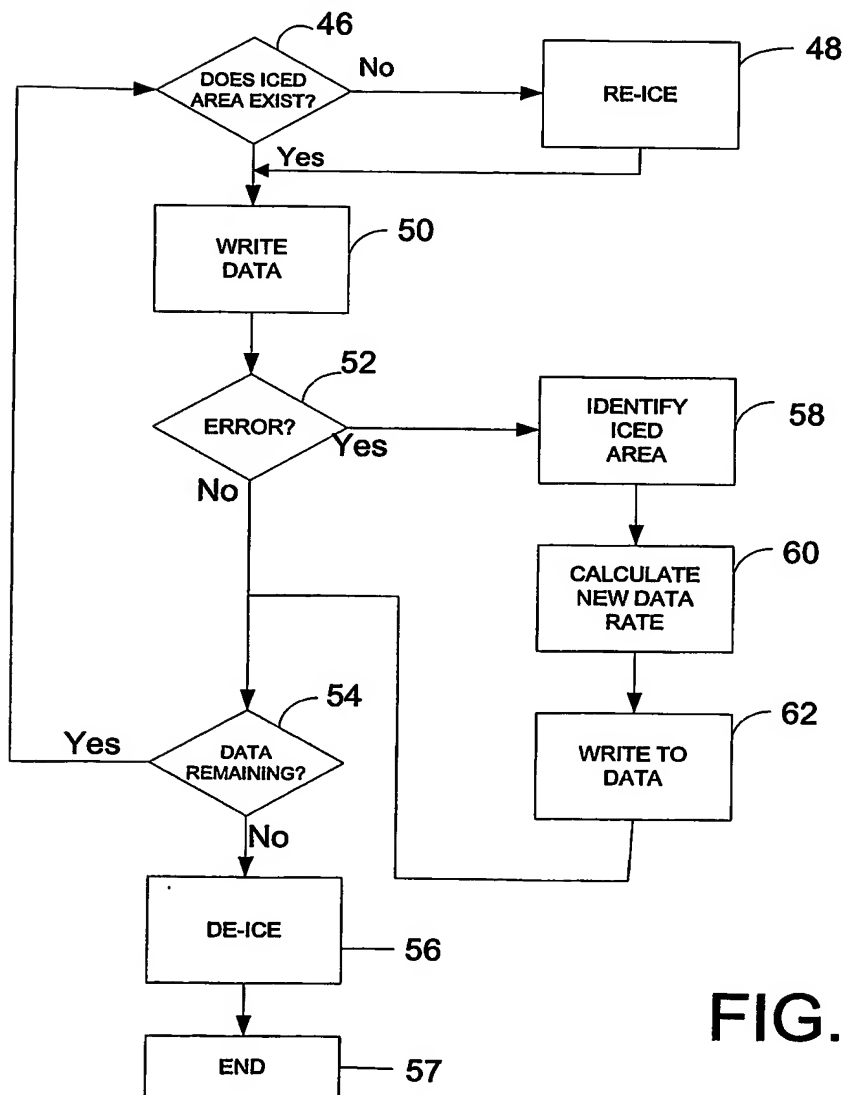 46
DOES ICED
AREA EXIST?
No
48
RE-ICE
Yes
50
WRITE
DATA
52
ERROR?
Yes
No
IDENTIFY
ICED
AREA
58
CALCULATE
NEW DATA
RATE
60
54
Yes
DATA
REMAINING?
62
WRITE TO
DATA
No
DE-ICE
56
FIG.
END
57